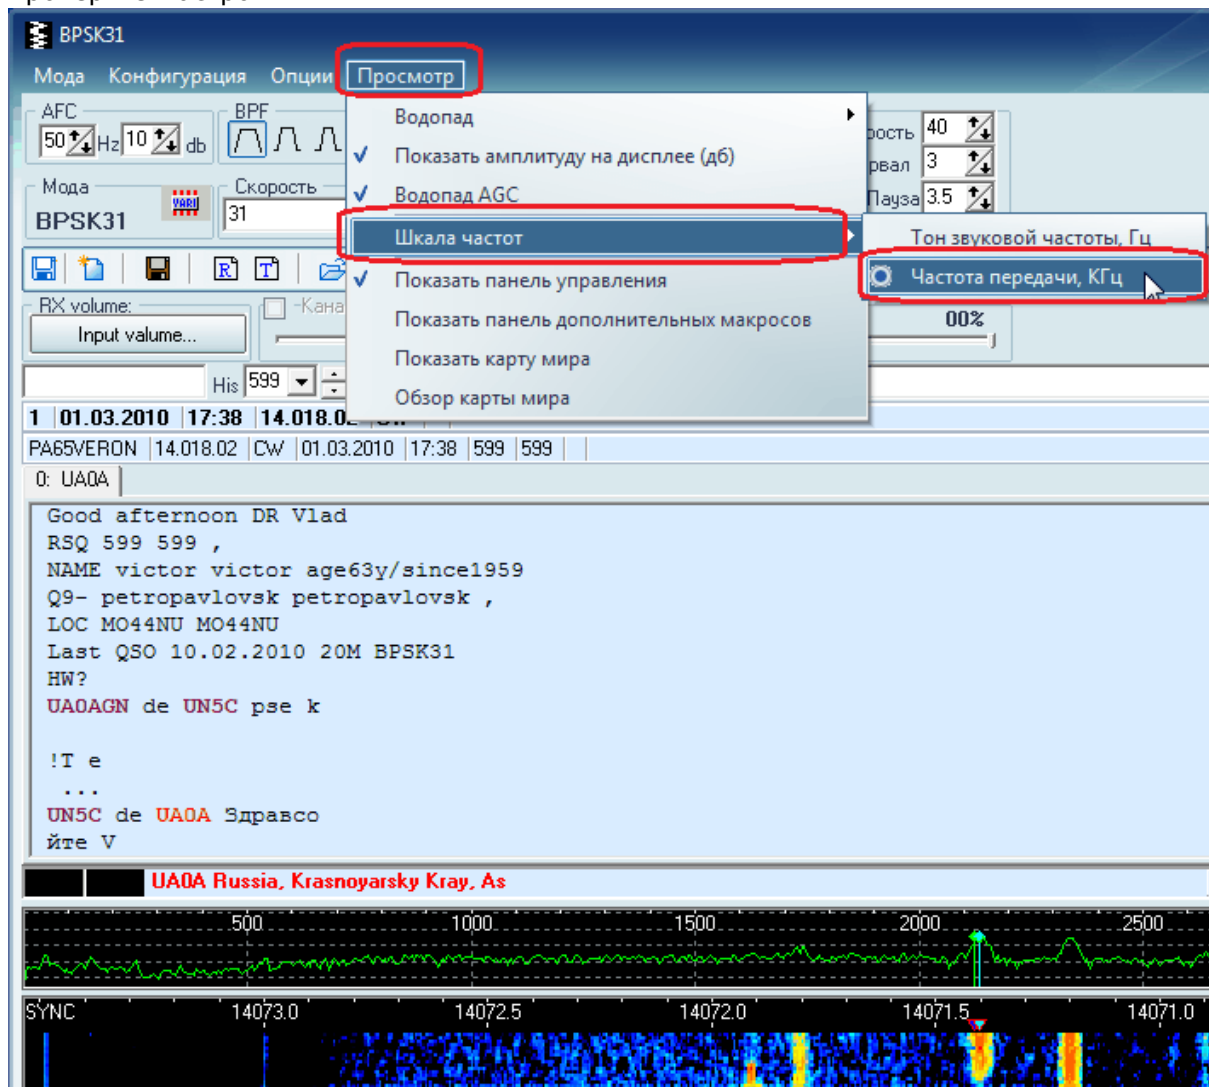 BPSK31
Мода Конфигурация Опции Просмотр
AFC BPF
50 Hz 10 db
Водопад
40
Показать амплитуду на дисплее (дб)
3
Мода Скорость
VARI
Водопад AGC
Пауза 3.5
BPSK31 31
Шкала частот
Тон звуковой частоты, Гц
R T
Показать панель управления
Частота передачи, КГц
RX volume:
Показать панель дополнительных макросов
00%
Input valume...
Показать карту мира
His 599
Обзор карты мира
1 01.03.2010 17:38
PA65VERON 14.018.02 CW 01.03.2010 17:38 599 599
0: UA0A
Good afternoon DR Vlad
RSQ 599 599 ,
NAME victor victor age63y/since1959
Q9- petropavlovsk petropavlovsk ,
LOC MO44NU MO44NU
Last QSO 10.02.2010 20M BPSK31
HW?
UA0AGN de UN5C pse k
!T e
...
UN5C de UA0A Здравсо
йте V
UA0A Russia, Krasnoyarsky Kray, As
500 1000 1500 2000 2500
SYNC 14073.0 14072.5 14072.0 14071.5 14071.0